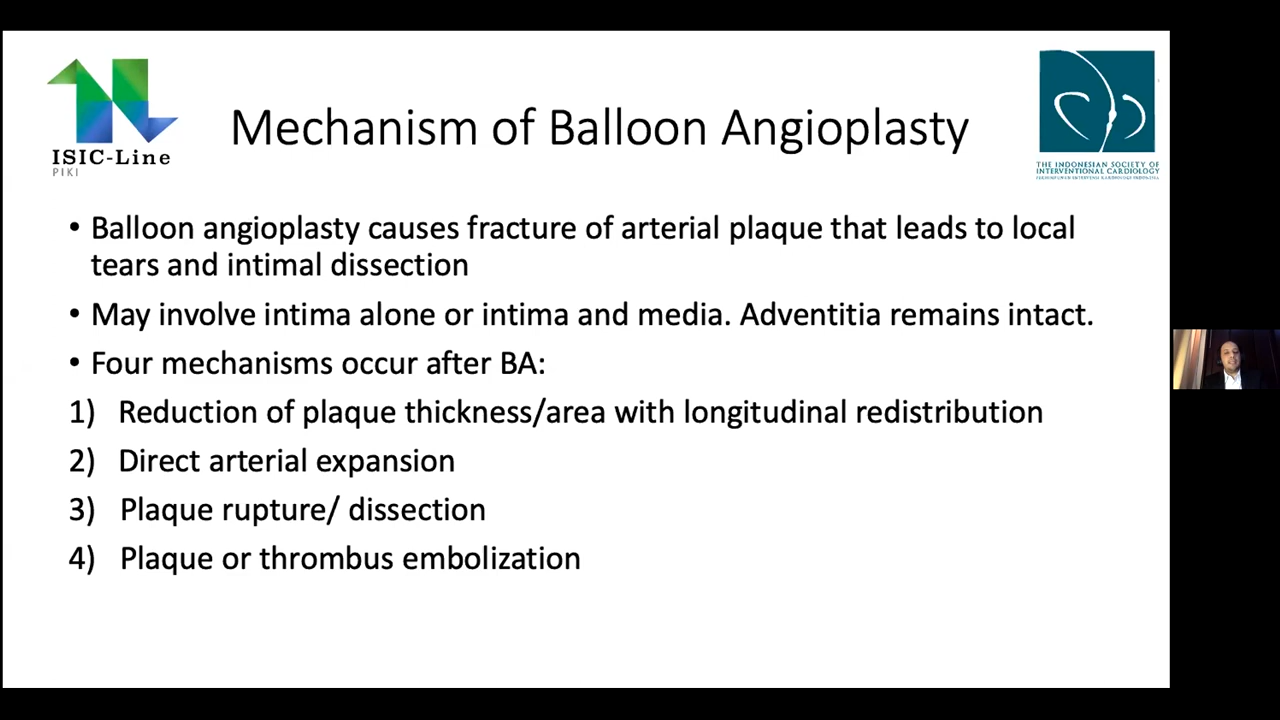 ISIC-Line
PIKI
THE INDONESIAN SOCIETY OF
INTERVENTIONAL CARDIOLOGY
Mechanism of Balloon Angioplasty
• Balloon angioplasty causes fracture of arterial plaque that leads to local
tears and intimal dissection
• May involve intima alone or intima and media. Adventitia remains intact.
• Four mechanisms occur after BA:
1) Reduction of plaque thickness/area with longitudinal redistribution
2) Direct arterial expansion
3) Plaque rupture/ dissection
4) Plaque or thrombus embolization